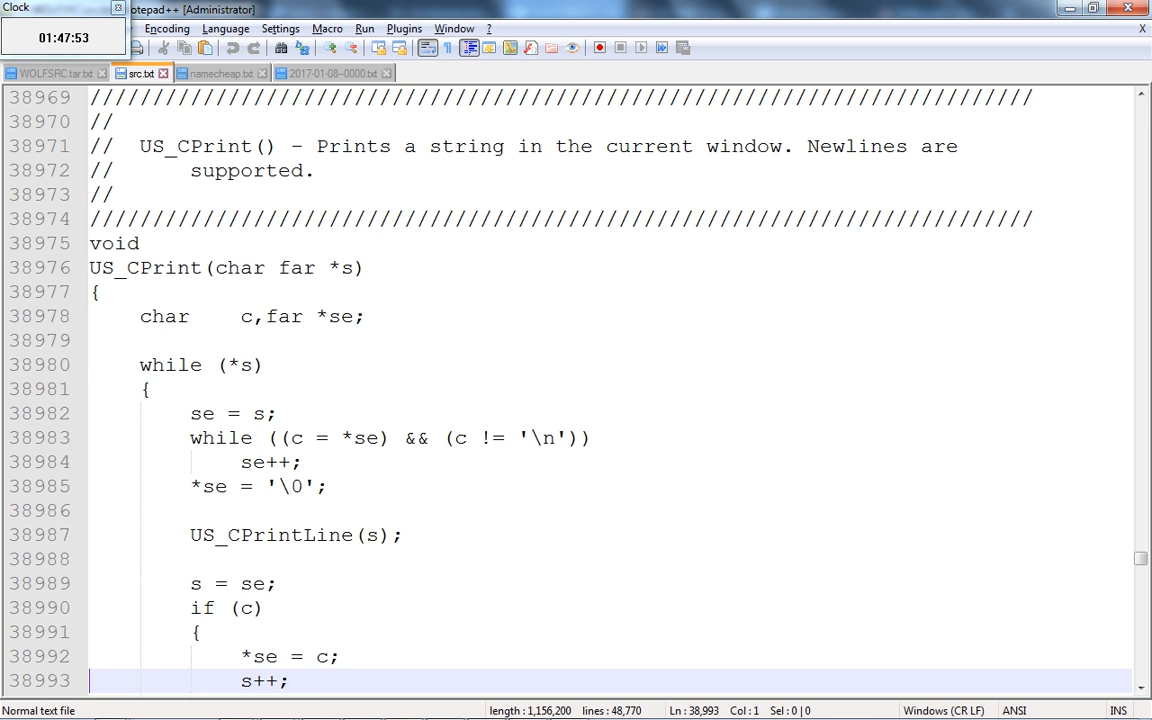 Clock
otepad++ [Administrator]
01:47:53
Encoding Language Settings Macro Run Plugins Window ?
X
WOLFSRC.tar.txt src.txt namecheap.txt 2017-01-08--0000.txt
38969 ///////////////////////////////////////////////////////////////////////////
38970 //
38971 // US_CPrint() - Prints a string in the current window. Newlines are
38972 // supported.
38973 //
38974 ///////////////////////////////////////////////////////////////////////////
38975 void
38976 US_CPrint(char far *s)
38977 {
38978 char c,far *se;
38979
38980 while (*s)
38981 {
38982 se = s;
38983 while ((c = *se) && (c != '\n'))
38984 se++;
38985 *se = '\0';
38986
38987 US_CPrintLine(s);
38988
38989 s = se;
38990 if (c)
38991 {
38992 *se = c;
38993 s++;
Normal text file length : 1,156,200 lines : 48,770 Ln : 38,993 Col : 1 Sel : 0 | 0 Windows (CR LF) ANSI INS